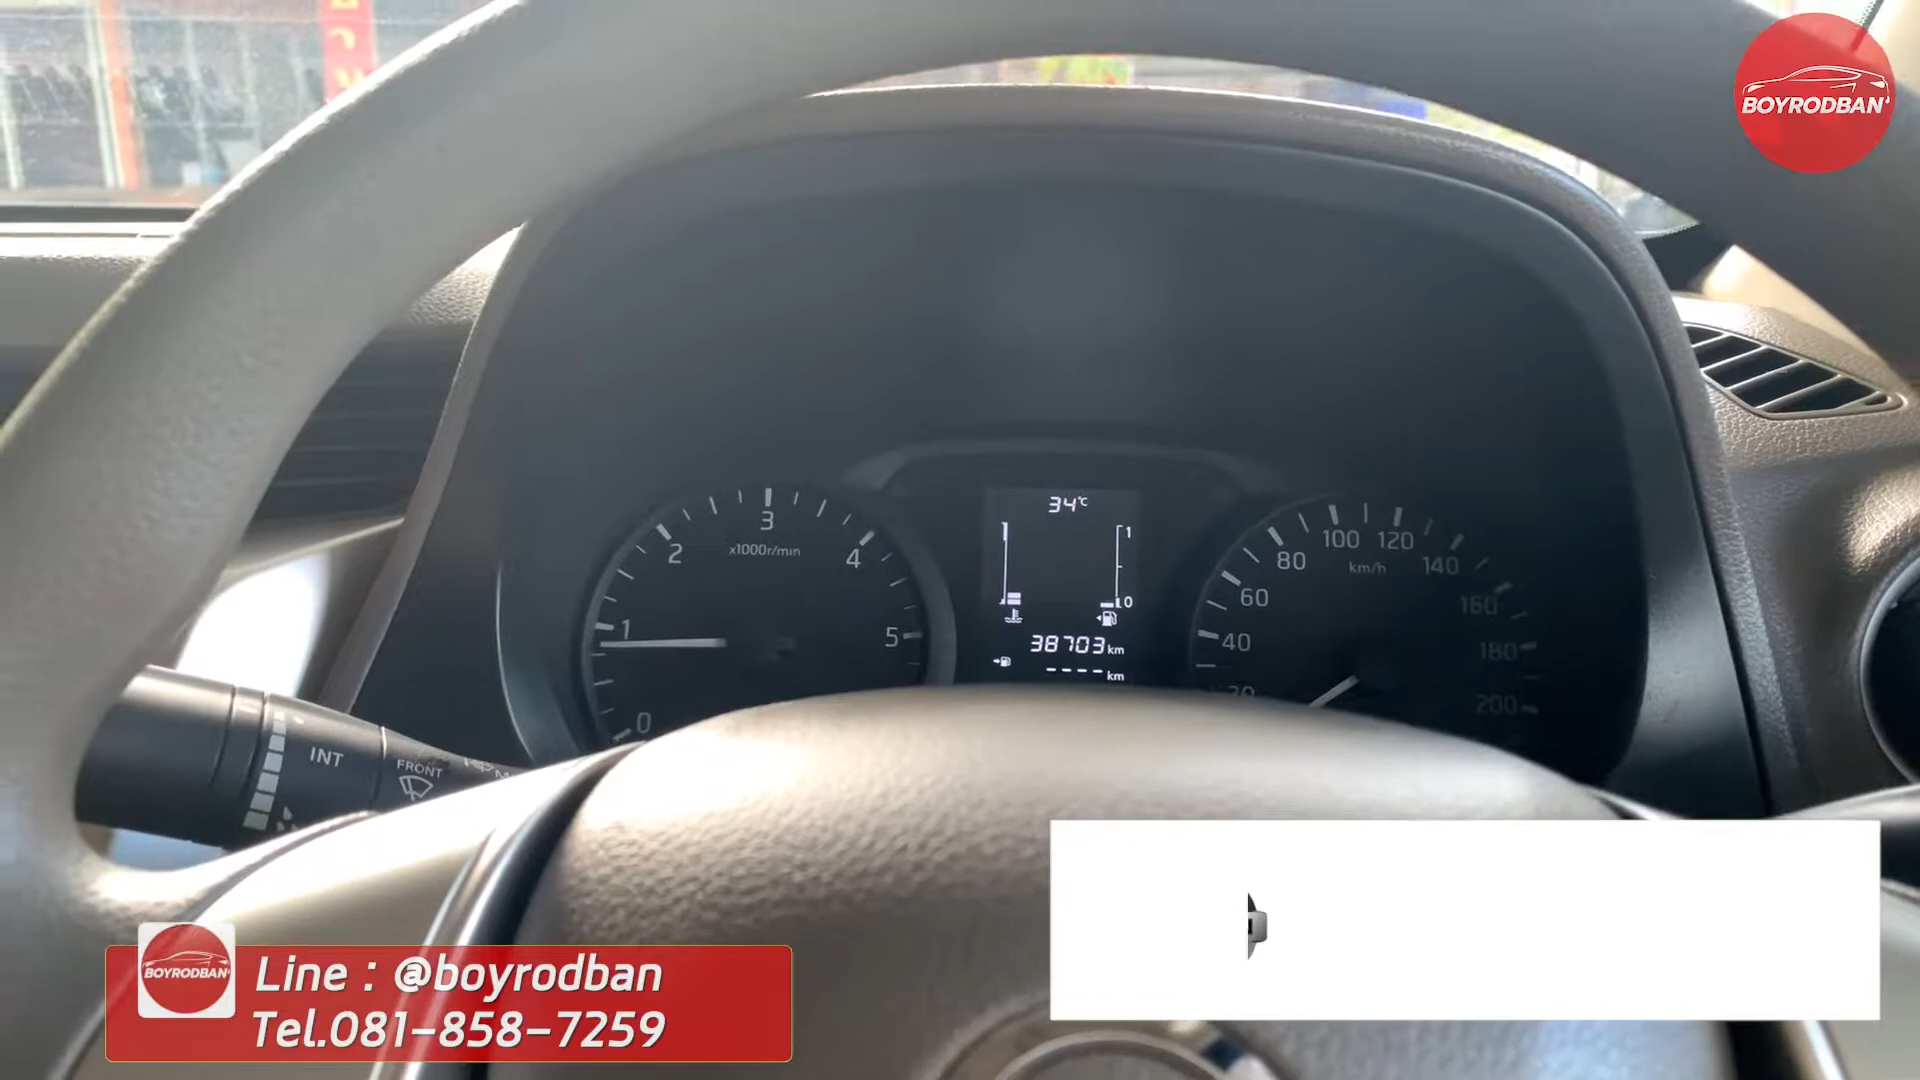 BOYRODBAN
34°C
1
0
38703 km
---- km
0
1
2
3
4
5
x1000r/min
20
40
60
80
100
120
140
160
180
200
km/h
INT
FRONT
BOYRODBAN
Line : @boyrodban
Tel.081-858-7259